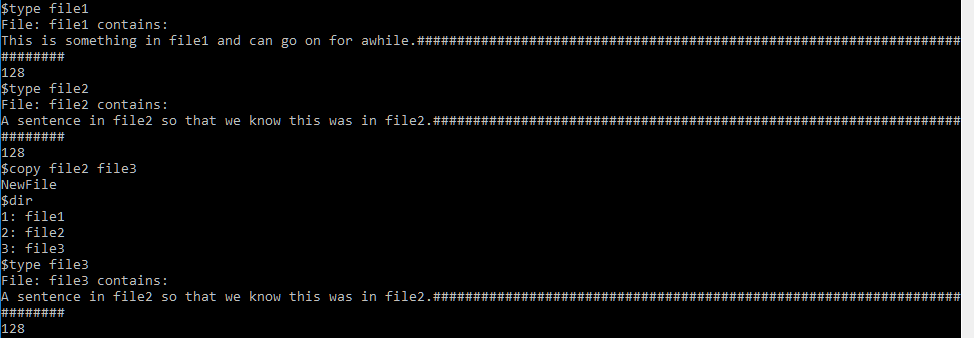 $type file1
File: file1 contains:
This is something in file1 and can go on for awhile.####################################################################
########
128
$type file2
File: file2 contains:
A sentence in file2 so that we know this was in file2.##################################################################
########
128
$copy file2 file3
NewFile
$dir
1: file1
2: file2
3: file3
$type file3
File: file3 contains:
A sentence in file2 so that we know this was in file2.##################################################################
########
128